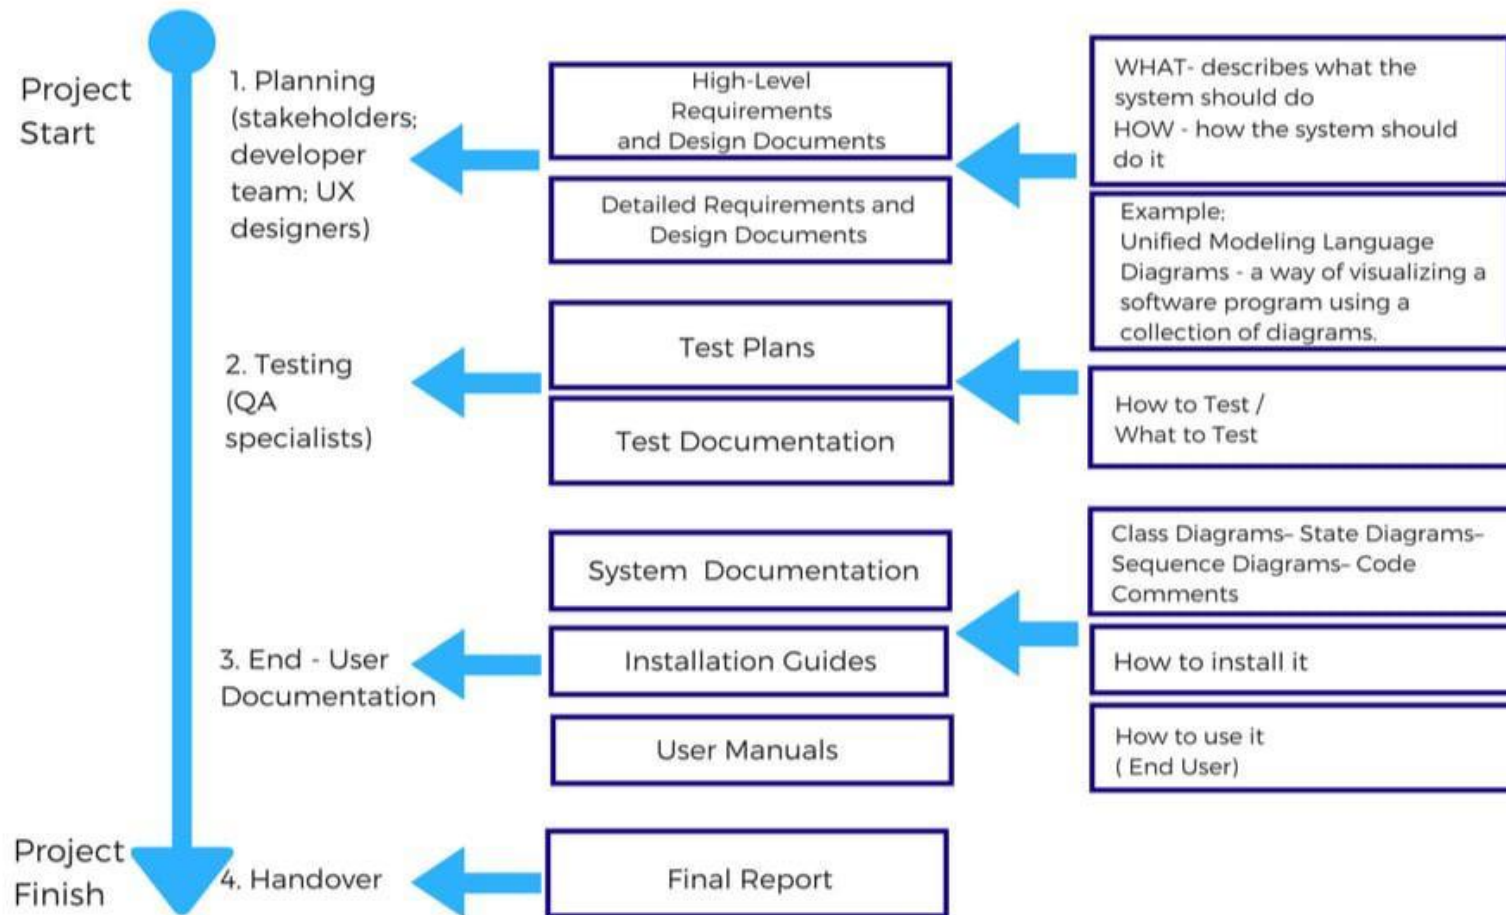 Project
Start
1. Planning
(stakeholders;
developer
team; UX
designers)
High-Level
Requirements
and Design Documents
Detailed Requirements and
Design Documents
WHAT- describes what the
system should do
HOW - how the system should
do it
Example;
Unified Modeling Language
Diagrams - a way of visualizing a
software program using a
collection of diagrams.
2. Testing
(QA
specialists)
Test Plans
Test Documentation
How to Test /
What to Test
3. End - User
Documentation
System Documentation
Installation Guides
User Manuals
Class Diagrams– State Diagrams–
Sequence Diagrams– Code
Comments
How to install it
How to use it
( End User)
Project
Finish
4. Handover
Final Report